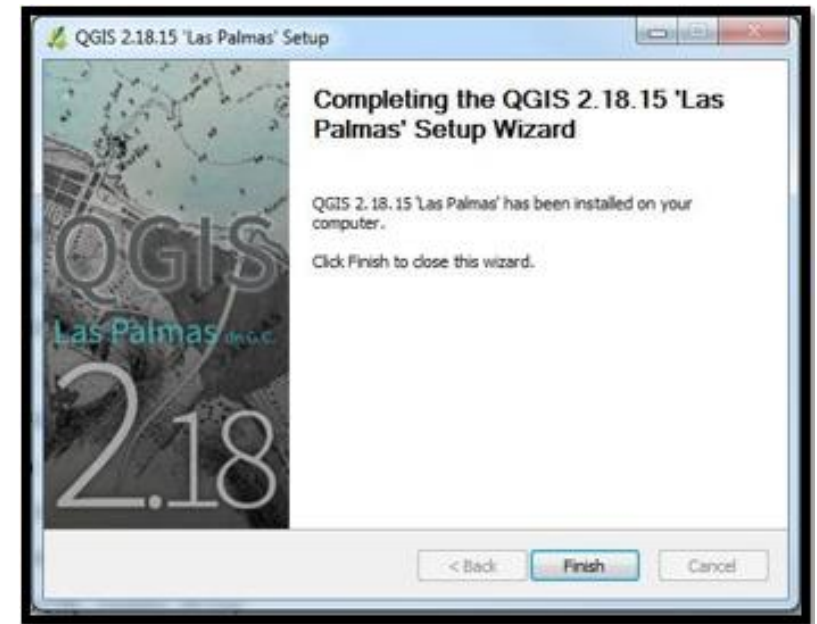 QGIS 2.18.15 'Las Palmas' Setup
Completing the QGIS 2.18.15 'Las
Palmas' Setup Wizard
QGIS 2.18.15 'Las Palmas' has been installed on your
computer.
Click Finish to close this wizard.
QGIS
Las Palmas de G.C.
2.18
< Back
Finish
Cancel